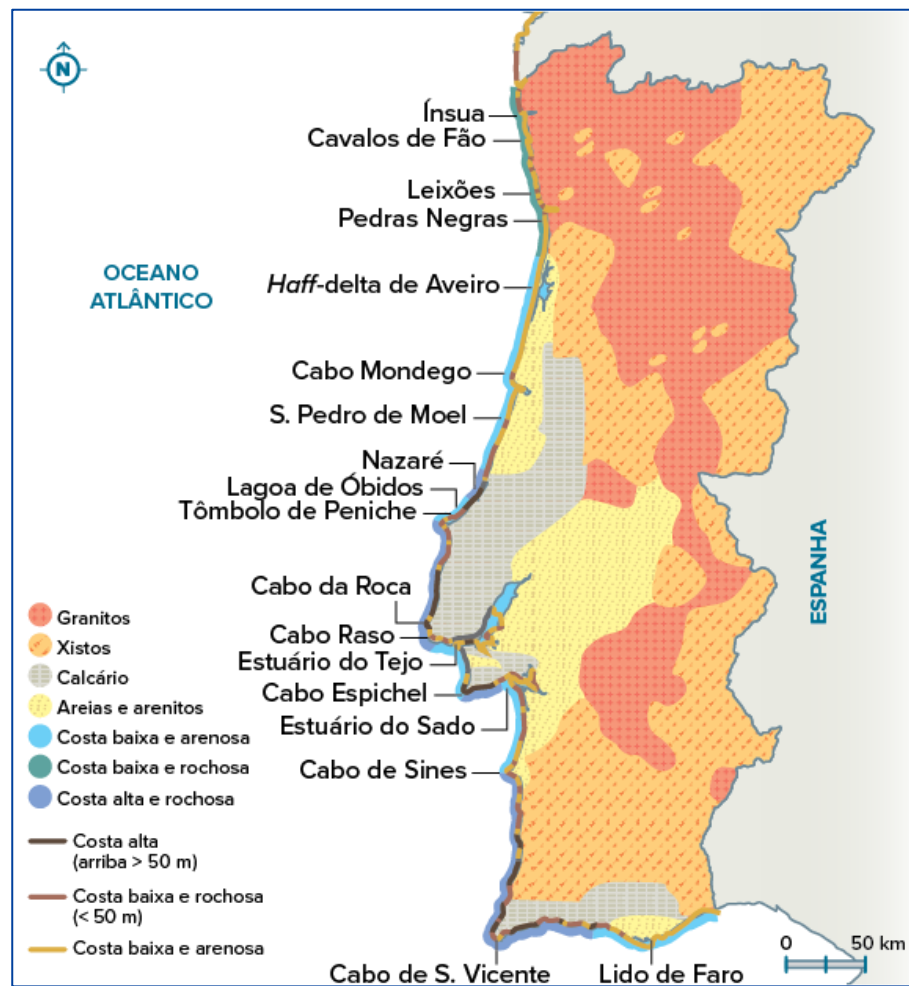 N
Ínsua
Cavalos de Fão
Leixões
Pedras Negras
OCEANO
ATLÂNTICO
Haff-delta de Aveiro
Cabo Mondego
S. Pedro de Moel
Nazaré
Lagoa de Óbidos
Tômbolo de Peniche
ESPANHA
Cabo da Roca
Cabo Raso
Estuário do Tejo
Cabo Espichel
Estuário do Sado
Cabo de Sines
Granitos
Xistos
Calcário
Areias e arenitos
Costa baixa e arenosa
Costa baixa e rochosa
Costa alta e rochosa
Costa alta
(arriba > 50 m)
Costa baixa e rochosa
(< 50 m)
Costa baixa e arenosa
0 50 km
Cabo de S. Vicente
Lido de Faro